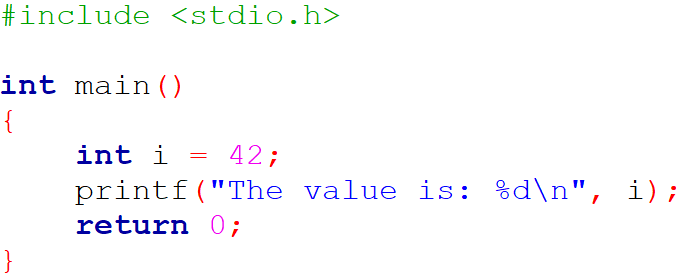 #include <stdio.h>

int main()
{
    int i = 42;
    printf("The value is: %d\n", i);
    return 0;
}